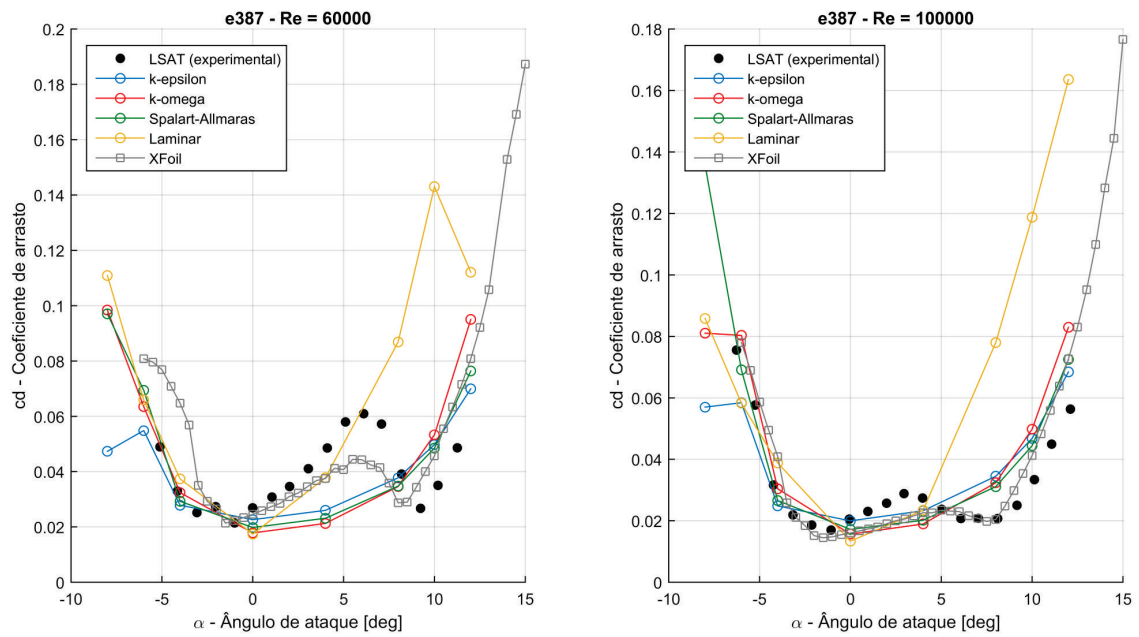 e387 - Re = 60000
cd - Coeficiente de arrasto
0.2
0.18
0.16
0.14
0.12
0.1
0.08
0.06
0.04
0.02
0
LSAT (experimental)
k-epsilon
k-omega
Spalart-Allmaras
Laminar
XFoil
-10 -5 0 5 10 15
α - Ângulo de ataque [deg]
e387 - Re = 100000
cd - Coeficiente de arrasto
0.18
0.16
0.14
0.12
0.1
0.08
0.06
0.04
0.02
0
LSAT (experimental)
k-epsilon
k-omega
Spalart-Allmaras
Laminar
XFoil
-10 -5 0 5 10 15
α - Ângulo de ataque [deg]